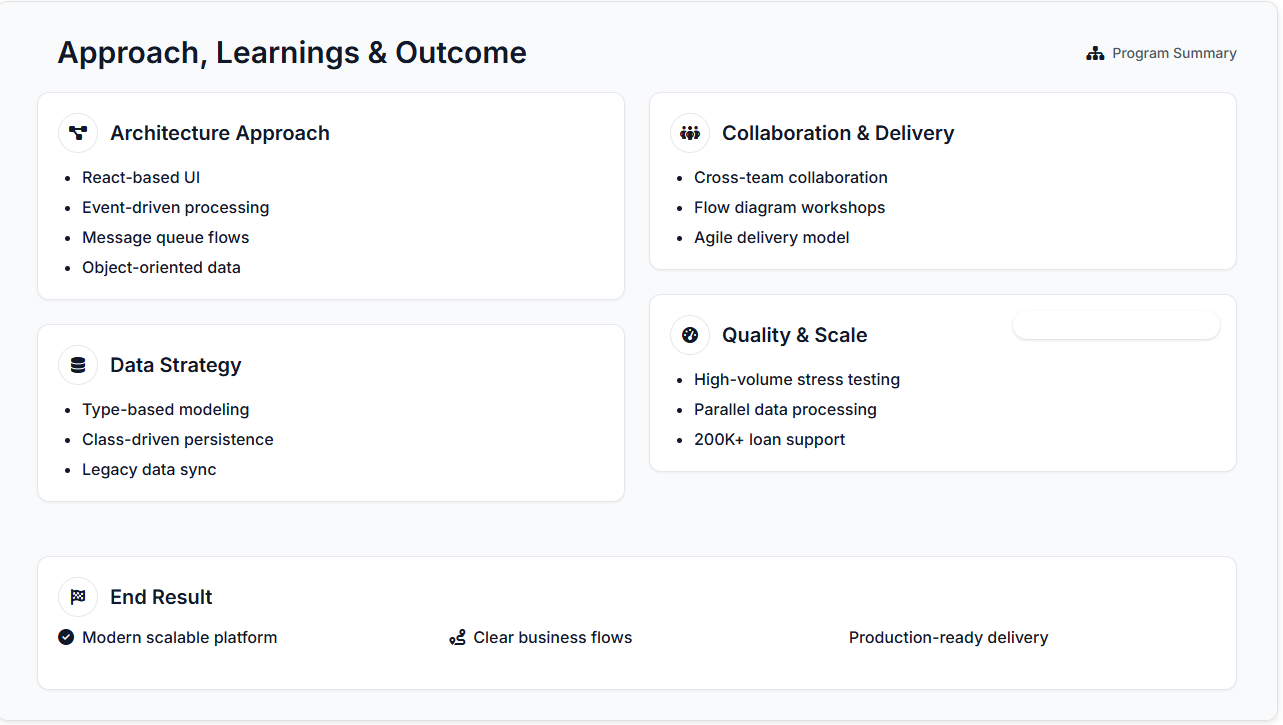 Approach, Learnings & Outcome
Program Summary
Architecture Approach
React-based UI
Event-driven processing
Message queue flows
Object-oriented data
Data Strategy
Type-based modeling
Class-driven persistence
Legacy data sync
Collaboration & Delivery
Cross-team collaboration
Flow diagram workshops
Agile delivery model
Quality & Scale
High-volume stress testing
Parallel data processing
200K+ loan support
End Result
Modern scalable platform
Clear business flows
Production-ready delivery